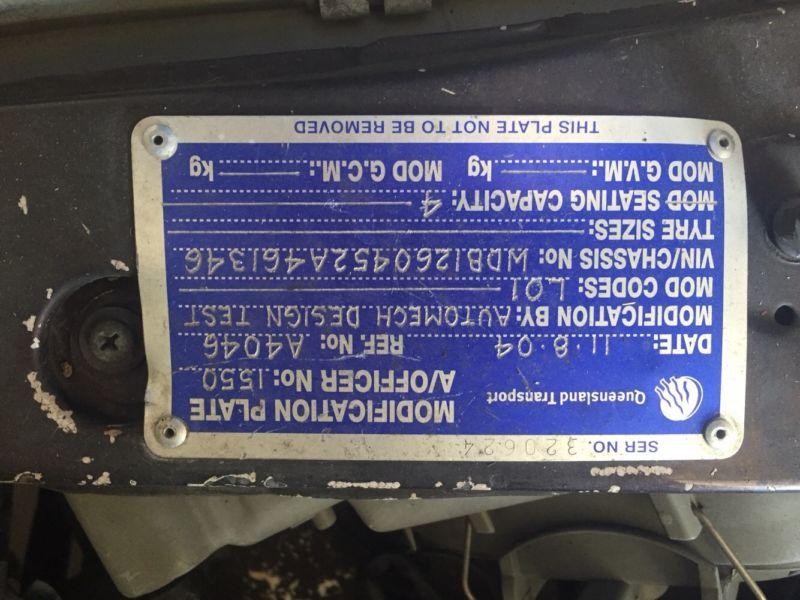 SER NO. 320624
Queensland Transport
MODIFICATION PLATE
A/OFFICER No: 1550
DATE: 11·8·04 REF. No: A4046
MODIFICATION BY: AUTOMECH DESIGN TEST
MOD CODES: LO1
VIN/CHASSIS No: WDB1260452A461346
TYRE SIZES:
MOD SEATING CAPACITY: 4
MOD G.V.M.: kg MOD G.C.M.: kg
THIS PLATE NOT TO BE REMOVED